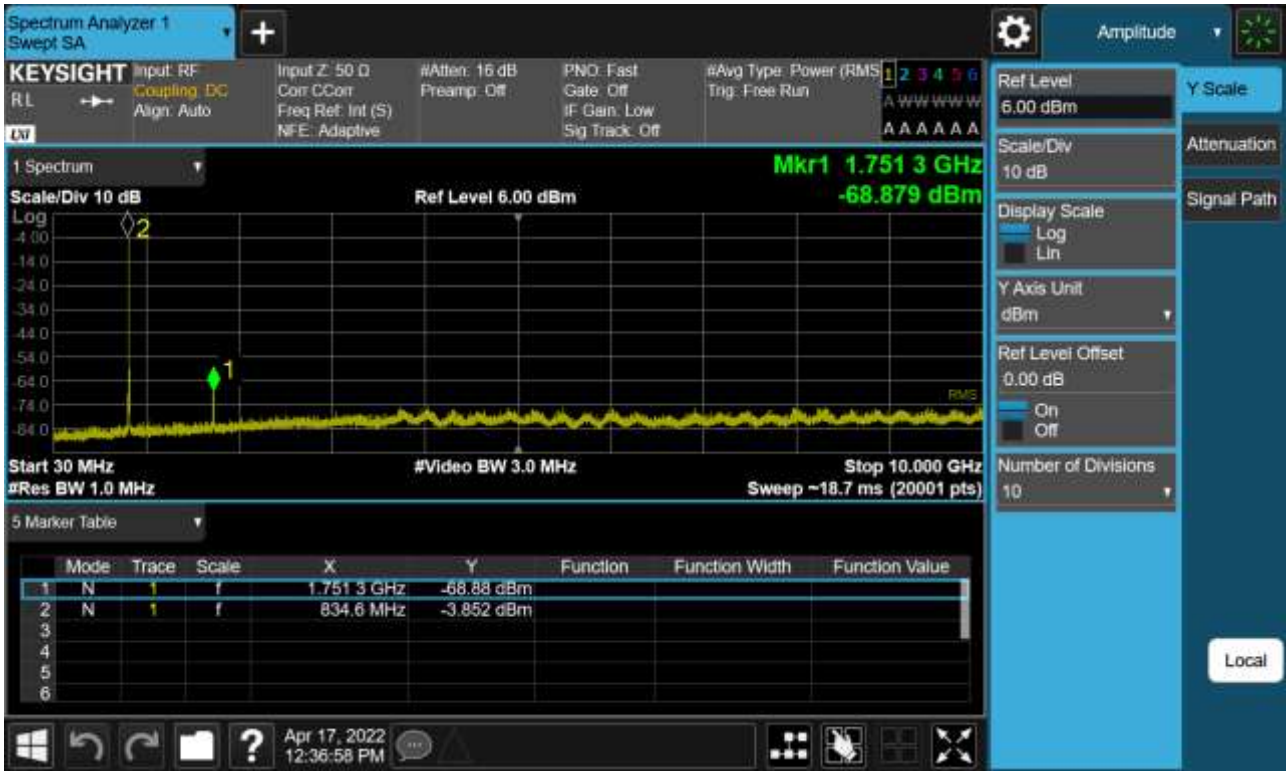 Spectrum Analyzer 1
Swept SA
Amplitude
KEYSIGHT
RL
LXI
Input: RF
Coupling: DC
Align: Auto
Input Z: 50 Ω
Corr CCorr
Freq Ref: Int (S)
NFE: Adaptive
#Atten: 16 dB
Preamp: Off
PNO: Fast
Gate: Off
IF Gain: Low
Sig Track: Off
#Avg Type: Power (RMS
Trig: Free Run
1 2 3 4 5 6
A W W W W W
A A A A A A
1 Spectrum
Mkr1 1.751 3 GHz
Scale/Div 10 dB
Ref Level 6.00 dBm
-68.879 dBm
Log
-4.00
-14.0
-24.0
-34.0
-44.0
-54.0
-64.0
-74.0
-84.0
2
1
RMS
Start 30 MHz
#Video BW 3.0 MHz
Stop 10.000 GHz
#Res BW 1.0 MHz
Sweep ~18.7 ms (20001 pts)
5 Marker Table
Mode Trace Scale X Y Function Function Width Function Value
1 N 1 f 1.751 3 GHz -68.88 dBm
2 N 1 f 834.6 MHz -3.852 dBm
3
4
5
6
Ref Level
6.00 dBm
Scale/Div
10 dB
Display Scale
Log
Lin
Y Axis Unit
dBm
Ref Level Offset
0.00 dB
On
Off
Number of Divisions
10
Y Scale
Attenuation
Signal Path
Local
?
Apr 17, 2022
12:36:58 PM